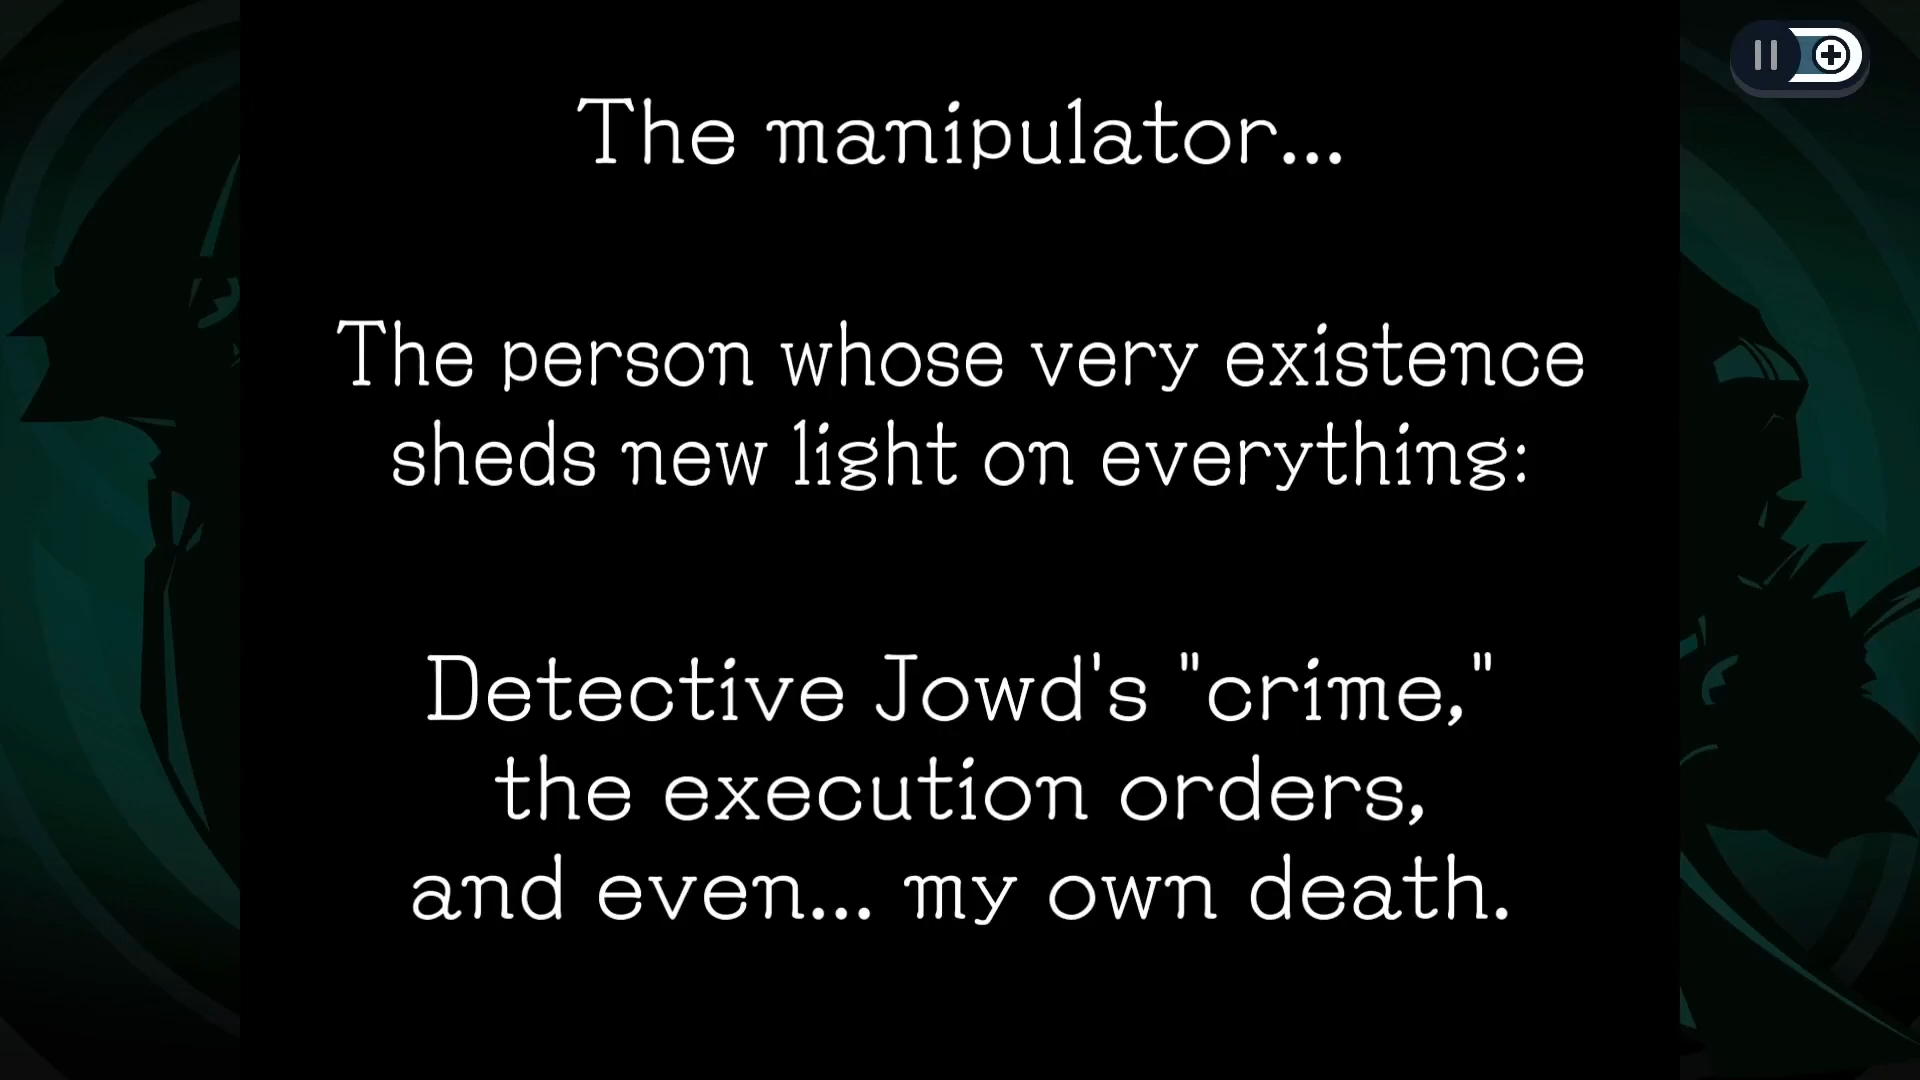 The manipulator...
The person whose very existence
sheds new light on everything:
Detective Jowd's "crime,"
the execution orders,
and even... my own death.